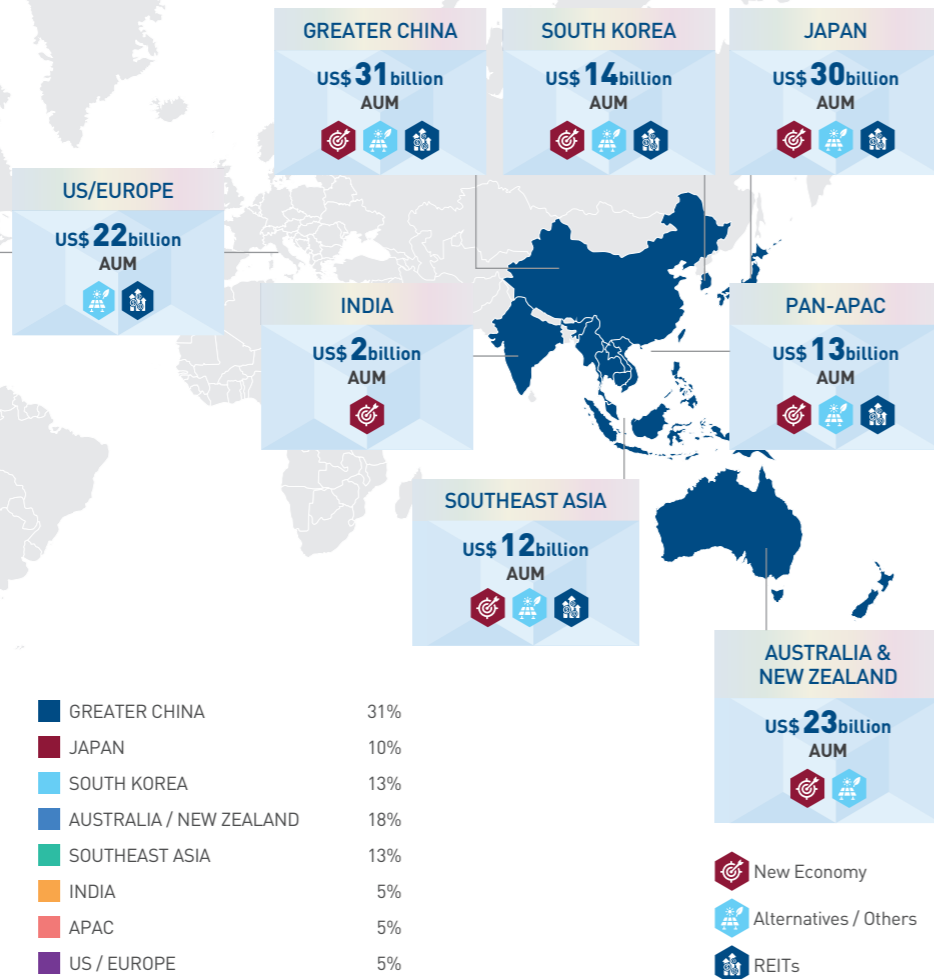 GREATER CHINA
US$ 31 billion
AUM
SOUTH KOREA
US$ 14 billion
AUM
JAPAN
US$ 30 billion
AUM
US/EUROPE
US$ 22 billion
AUM
INDIA
US$ 2 billion
AUM
PAN-APAC
US$ 13 billion
AUM
SOUTHEAST ASIA
US$ 12 billion
AUM
AUSTRALIA &
NEW ZEALAND
US$ 23 billion
AUM
GREATER CHINA 31%
JAPAN 10%
SOUTH KOREA 13%
AUSTRALIA / NEW ZEALAND 18%
SOUTHEAST ASIA 13%
INDIA 5%
APAC 5%
US / EUROPE 5%
New Economy
Alternatives / Others
REITs